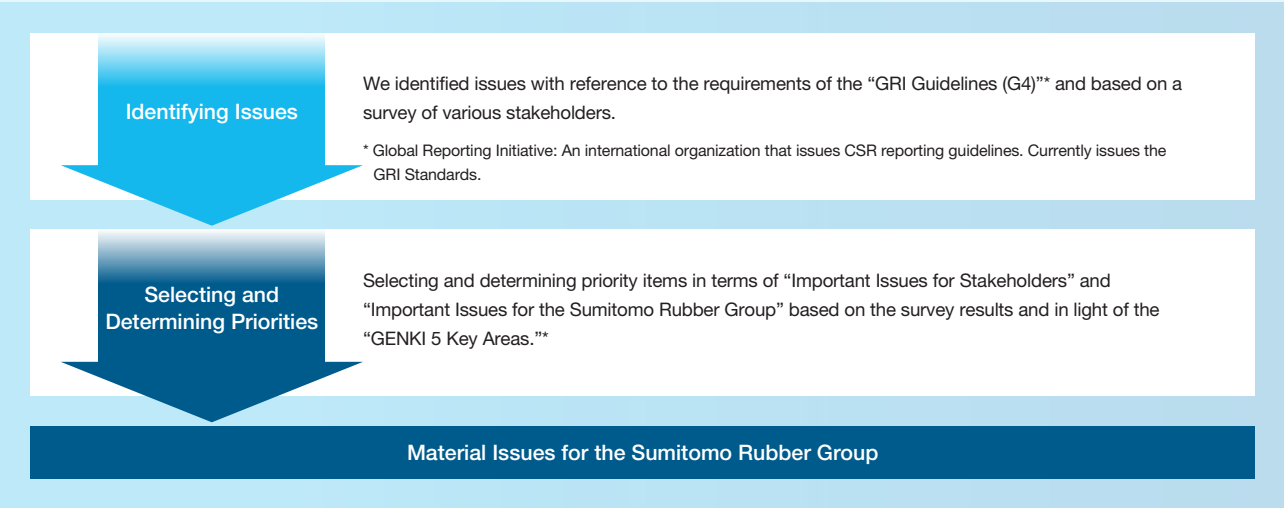 Identifying Issues
We identified issues with reference to the requirements of the “GRI Guidelines (G4)”* and based on a
survey of various stakeholders.
* Global Reporting Initiative: An international organization that issues CSR reporting guidelines. Currently issues the
GRI Standards.
Selecting and
Determining Priorities
Selecting and determining priority items in terms of “Important Issues for Stakeholders” and
“Important Issues for the Sumitomo Rubber Group” based on the survey results and in light of the
“GENKI 5 Key Areas.”*
Material Issues for the Sumitomo Rubber Group